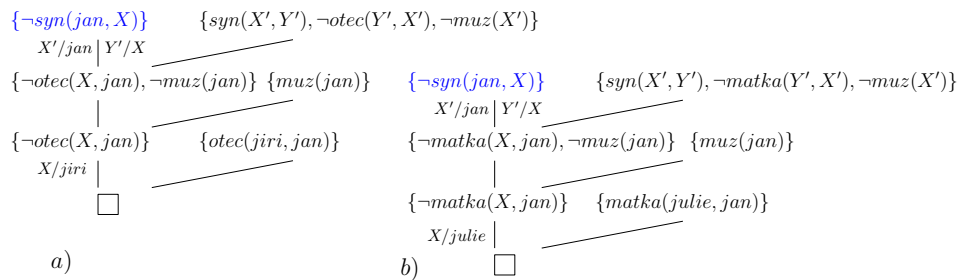 {¬syn(jan, X)} {syn(X′, Y′), ¬otec(Y′, X′), ¬muz(X′)}
X′/jan Y′/X
{¬otec(X, jan), ¬muz(jan)} {muz(jan)}
{¬otec(X, jan)} {otec(jiri, jan)}
X/jiri
□
a)
{¬syn(jan, X)} {syn(X′, Y′), ¬matka(Y′, X′), ¬muz(X′)}
X′/jan Y′/X
{¬matka(X, jan), ¬muz(jan)} {muz(jan)}
{¬matka(X, jan)} {matka(julie, jan)}
X/julie
□
b)